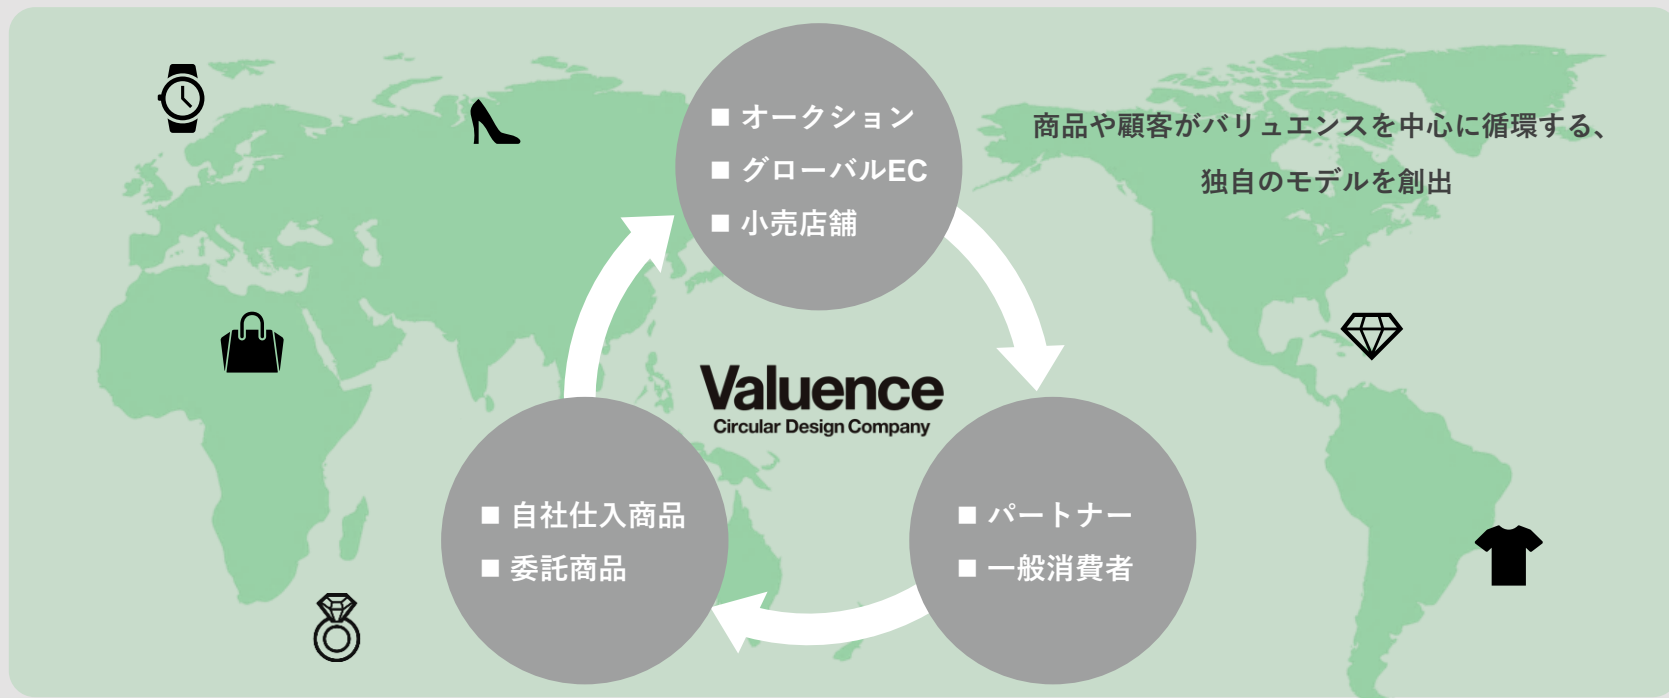 ■ オークション
■ グローバルEC
■ 小売店舗
商品や顧客がバリュエンスを中心に循環する、
独自のモデルを創出
Valuence
Circular Design Company
■ 自社仕入商品
■ 委託商品
■ パートナー
■ 一般消費者